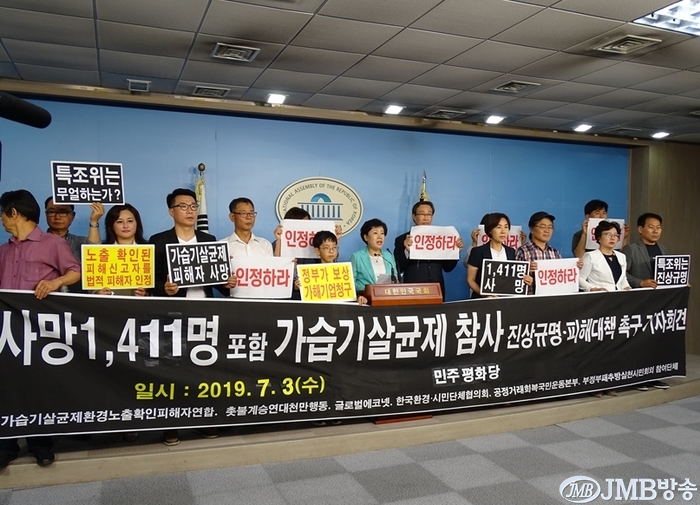 NATIONAL ASSEMBLY OF THE REPUBLIC
특조위는
무얼하는가?
노출 확인된
피해신고자를
법적 피해자 인정
가습기살균제
피해자 사망
인정하라
인정하라
정부가 보상
가해기업청구
인정하라
1,411명
사 망
인정하라
인정하라
특조위는
진상규명
대한민국국회
사망1,411명 포함 가습기살균제 참사 진상규명·피해대책 촉구 기자회견
민주평화당
일시 : 2019. 7. 3(수)
가습기살균제환경노출확인피해자연합. 촛불계승연대천만행동. 글로벌에코넷. 한국환경·시민단체협의회. 공정거래회복국민운동본부. 부정부패추방실천시민회의 참여단체
JMB JMB방송